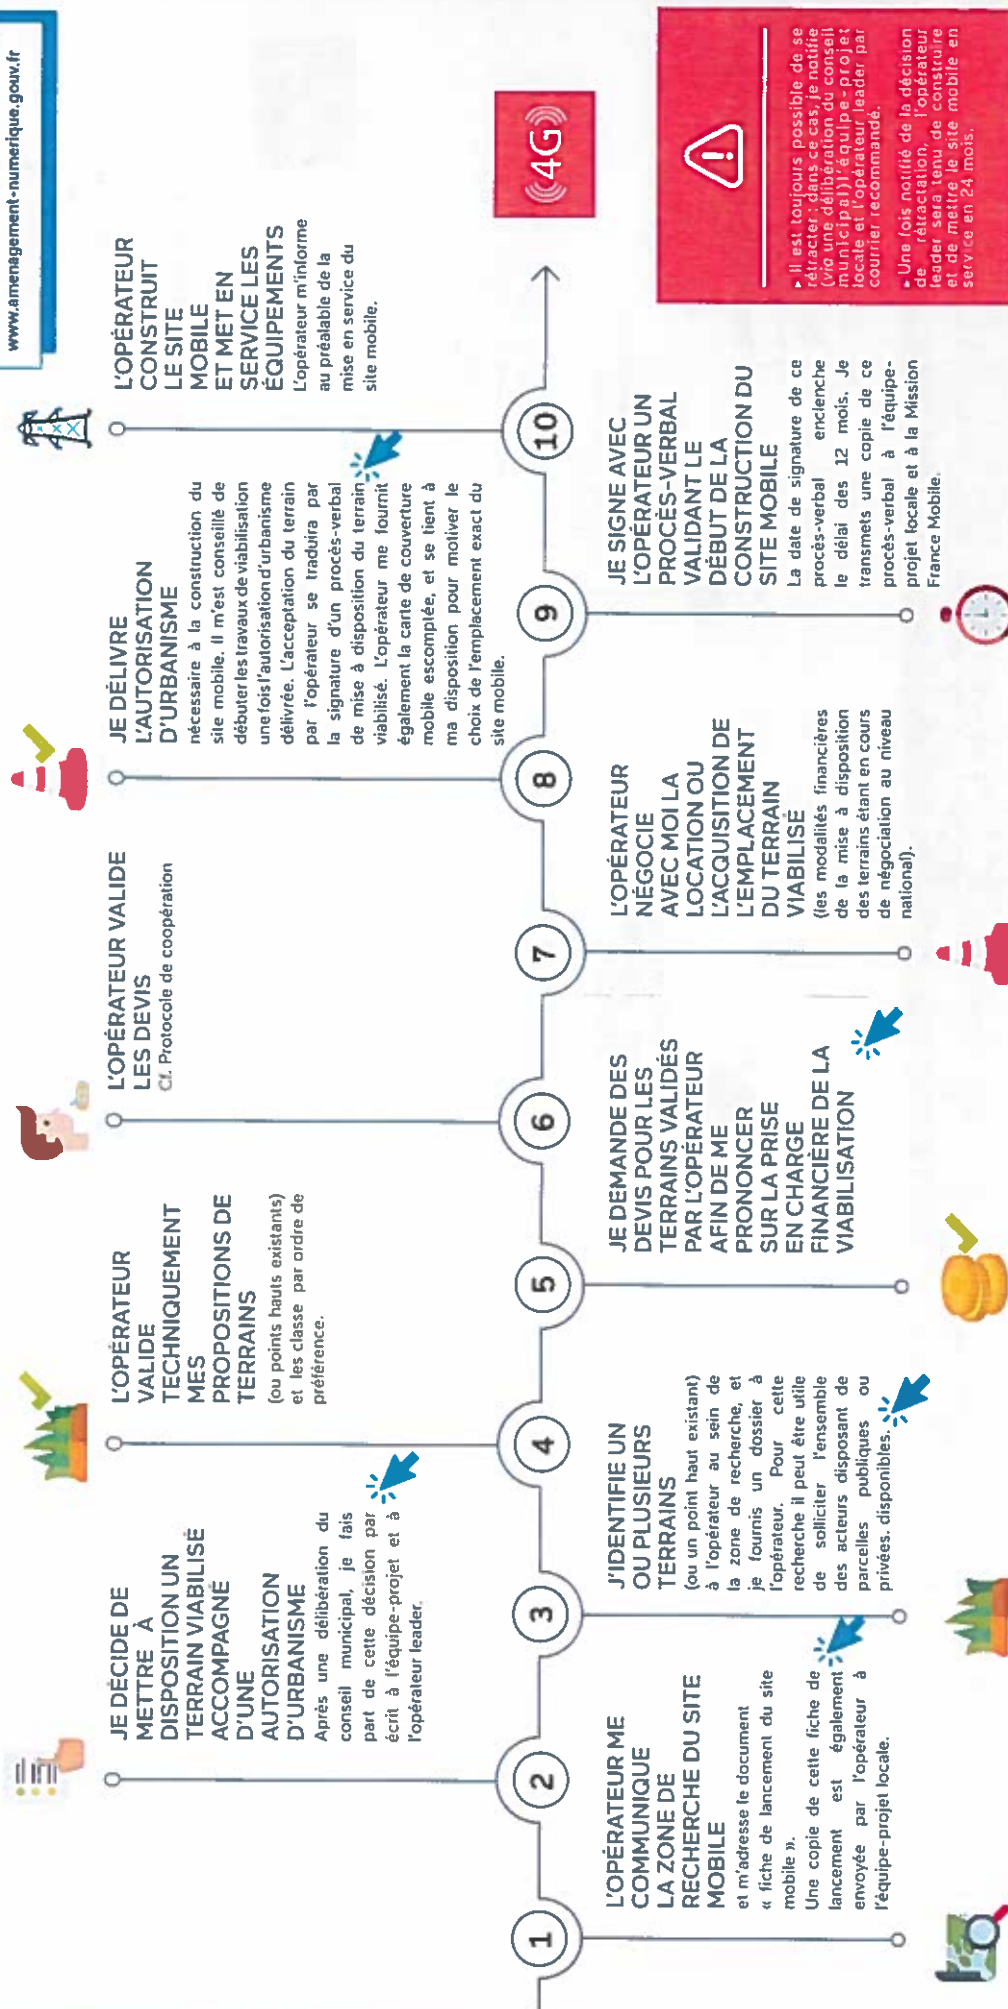 www.amenagement-numerique.gouv.fr
1
L'OPÉRATEUR ME
COMMUNIQUE
LA ZONE DE
RECHERCHE DU SITE
MOBILE
et m'adresse le document
« fiche de lancement du site
mobile ».
Une copie de cette fiche de
lancement est également
envoyée par l'opérateur à
l'équipe-projet locale.
2
JE DÉCIDE DE
METTRE À
DISPOSITION UN
TERRAIN VIABILISÉ
ACCOMPAGNÉ
D'UNE
AUTORISATION
D'URBANISME
Après une délibération du
conseil municipal, je fais
part de cette décision par
écrit à l'équipe-projet et à
l'opérateur leader.
3
J'IDENTIFIE UN
OU PLUSIEURS
TERRAINS
(ou un point haut existant)
à l'opérateur au sein de
la zone de recherche, et
je fournis un dossier à
l'opérateur. Pour cette
recherche il peut être utile
de solliciter l'ensemble
des acteurs disposant de
parcelles publiques ou
privées. disponibles.
4
L'OPÉRATEUR
VALIDE
TECHNIQUEMENT
MES
PROPOSITIONS DE
TERRAINS
(ou points hauts existants)
et les classe par ordre de
préférence.
5
JE DEMANDE DES
DEVIS POUR LES
TERRAINS VALIDÉS
PAR L'OPÉRATEUR
AFIN DE ME
PRONONCER
SUR LA PRISE
EN CHARGE
FINANCIÈRE DE LA
VIABILISATION
6
L'OPÉRATEUR VALIDE
LES DEVIS
Cf. Protocole de coopération
7
L'OPÉRATEUR
NÉGOCIE
AVEC MOI LA
LOCATION OU
L'ACQUISITION DE
L'EMPLACEMENT
DU TERRAIN
VIABILISÉ
(les modalités financières
de la mise à disposition
des terrains étant en cours
de négociation au niveau
national).
8
JE DÉLIVRE
L'AUTORISATION
D'URBANISME
nécessaire à la construction du
site mobile. Il m'est conseillé de
débuter les travaux de viabilisation
une fois l'autorisation d'urbanisme
délivrée. L'acceptation du terrain
par l'opérateur se traduira par
la signature d'un procès-verbal
de mise à disposition du terrain
viabilisé. L'opérateur me fournit
également la carte de couverture
mobile escomptée, et se tient à
ma disposition pour motiver le
choix de l'emplacement exact du
site mobile.
9
JE SIGNE AVEC
L'OPÉRATEUR UN
PROCÈS-VERBAL
VALIDANT LE
DÉBUT DE LA
CONSTRUCTION DU
SITE MOBILE
La date de signature de ce
procès-verbal enclenche
le délai des 12 mois. Je
transmets une copie de ce
procès-verbal à l'équipe-
projet locale et à la Mission
France Mobile.
10
L'OPÉRATEUR
CONSTRUIT
LE SITE
MOBILE
ET MET EN
SERVICE LES
ÉQUIPEMENTS
L'opérateur m'informe
au préalable de la
mise en service du
site mobile.
4G
▸ Il est toujours possible de se
rétracter : dans ce cas, je notifie
(via une délibération du conseil
municipal) l'équipe-projet
locale et l'opérateur leader par
courrier recommandé.
▸ Une fois notifié de la décision
de rétractation, l'opérateur
leader sera tenu de construire
et de mettre le site mobile en
service en 24 mois.